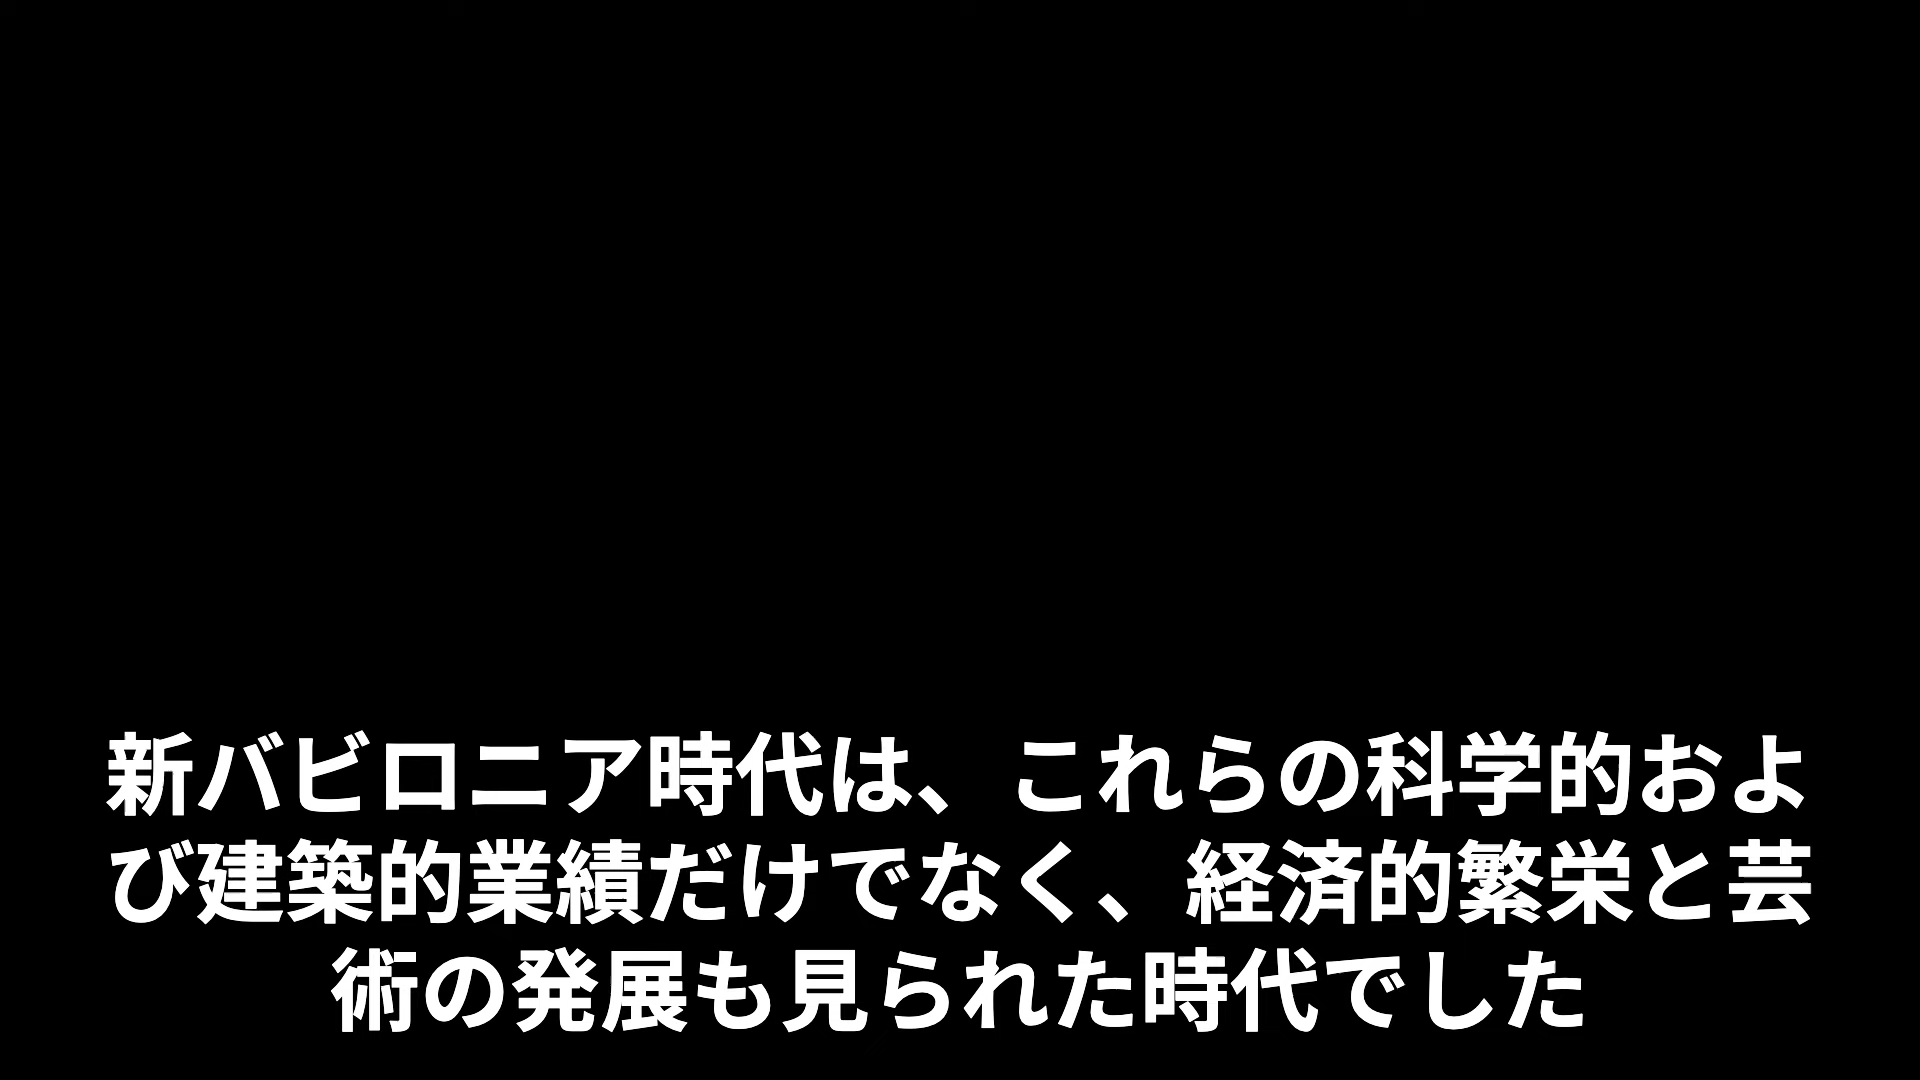 新バビロニア時代は、これらの科学的およ
び建築的業績だけでなく、経済的繁栄と芸
術の発展も見られた時代でした